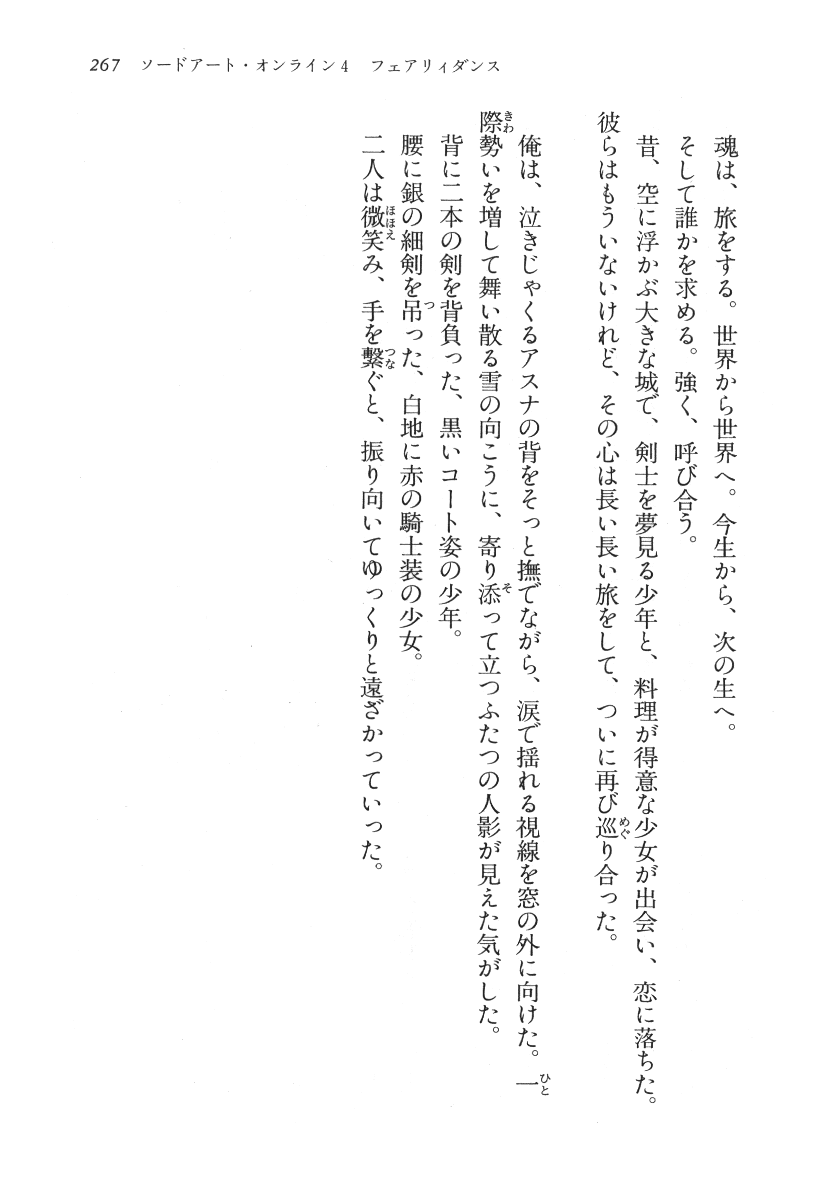 267 ソードアート・オンライン4 フェアリィダンス
魂は、旅をする。世界から世界へ。今生から、次の生へ。
そして誰かを求める。強く、呼び合う。
昔、空に浮かぶ大きな城で、剣士を夢見る少年と、料理が得意な少女が出会い、恋に落ちた。
彼らはもういないけれど、その心は長い長い旅をして、ついに再び巡り合った。
俺は、泣きじゃくるアスナの背をそっと撫でながら、涙で揺れる視線を窓の外に向けた。一
際勢いを増して舞い散る雪の向こうに、寄り添って立つふたつの人影が見えた気がした。
背に二本の剣を背負った、黒いコート姿の少年。
腰に銀の細剣を吊った、白地に赤の騎士装の少女。
二人は微笑み、手を繋ぐと、振り向いてゆっくりと遠ざかっていった。